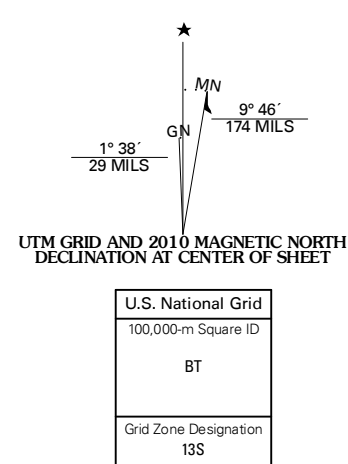 MN
9° 46´
174 MILS
GN
1° 38´
29 MILS
UTM GRID AND 2010 MAGNETIC NORTH
DECLINATION AT CENTER OF SHEET
U.S. National Grid
100,000-m Square ID
BT
Grid Zone Designation
13S